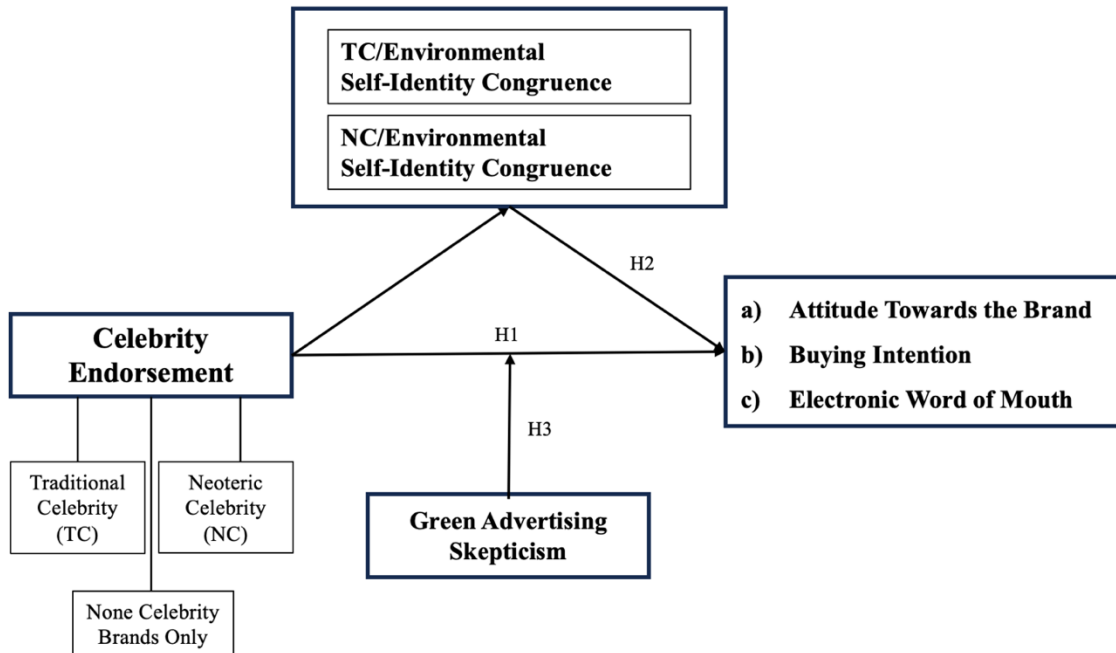 TC/Environmental
Self-Identity Congruence
NC/Environmental
Self-Identity Congruence
H2
Celebrity
Endorsement
H1
a) Attitude Towards the Brand
b) Buying Intention
c) Electronic Word of Mouth
H3
Traditional
Celebrity
(TC)
Neoteric
Celebrity
(NC)
Green Advertising
Skepticism
None Celebrity
Brands Only